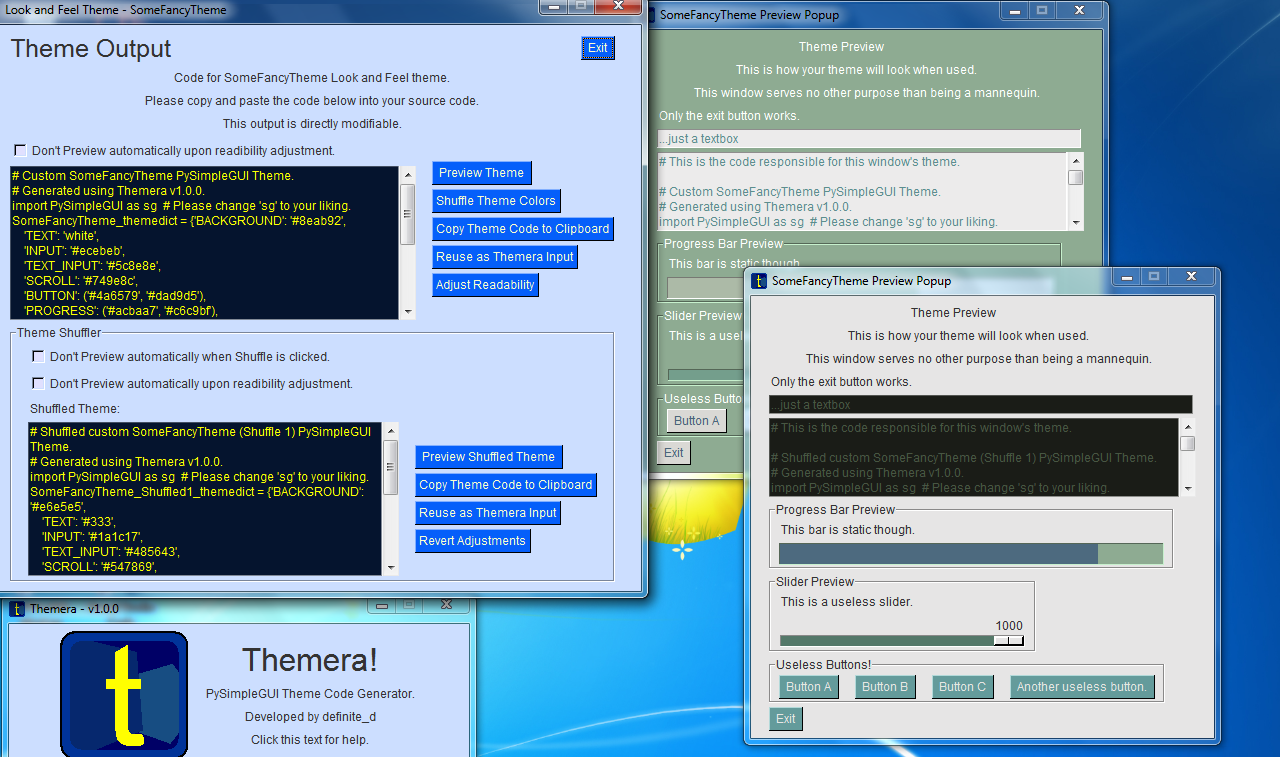 Look and Feel Theme - SomeFancyTheme
Theme Output
Exit
Code for SomeFancyTheme Look and Feel theme.
Please copy and paste the code below into your source code.
This output is directly modifiable.
Don't Preview automatically upon readibility adjustment.
# Custom SomeFancyTheme PySimpleGUI Theme.
# Generated using Themera v1.0.0.
import PySimpleGUI as sg  # Please change 'sg' to your liking.
SomeFancyTheme_themedict = {'BACKGROUND': '#8eab92',
'TEXT': 'white',
'INPUT': '#ecebeb',
'TEXT_INPUT': '#5c8e8e',
'SCROLL': '#749e8c',
'BUTTON': ('#4a6579', '#dad9d5'),
'PROGRESS': ('#acbaa7', '#c6c9bf'),
Preview Theme
Shuffle Theme Colors
Copy Theme Code to Clipboard
Reuse as Themera Input
Adjust Readability
Theme Shuffler
Don't Preview automatically when Shuffle is clicked.
Don't Preview automatically upon readibility adjustment.
Shuffled Theme:
# Shuffled custom SomeFancyTheme (Shuffle 1) PySimpleGUI
Theme.
# Generated using Themera v1.0.0.
import PySimpleGUI as sg  # Please change 'sg' to your liking.
SomeFancyTheme_Shuffled1_themedict = {'BACKGROUND':
'#e6e5e5',
'TEXT': '#333',
'INPUT': '#1a1c17',
'TEXT_INPUT': '#485643',
'SCROLL': '#547869',
Preview Shuffled Theme
Copy Theme Code to Clipboard
Reuse as Themera Input
Revert Adjustments
t Themera - v1.0.0
t
Themera!
PySimpleGUI Theme Code Generator.
Developed by definite_d
Click this text for help.
SomeFancyTheme Preview Popup
Theme Preview
This is how your theme will look when used.
This window serves no other purpose than being a mannequin.
Only the exit button works.
...just a textbox
# This is the code responsible for this window's theme.
# Custom SomeFancyTheme PySimpleGUI Theme.
# Generated using Themera v1.0.0.
import PySimpleGUI as sg  # Please change 'sg' to your liking.
Progress Bar Preview
This bar is static though.
Slider Preview
This is a usel
Useless Button
Button A
Exit
t SomeFancyTheme Preview Popup
Theme Preview
This is how your theme will look when used.
This window serves no other purpose than being a mannequin.
Only the exit button works.
...just a textbox
# This is the code responsible for this window's theme.
# Shuffled custom SomeFancyTheme (Shuffle 1) PySimpleGUI Theme.
# Generated using Themera v1.0.0.
import PySimpleGUI as sg  # Please change 'sg' to your liking.
Progress Bar Preview
This bar is static though.
Slider Preview
This is a useless slider.
1000
Useless Buttons!
Button A
Button B
Button C
Another useless button.
Exit